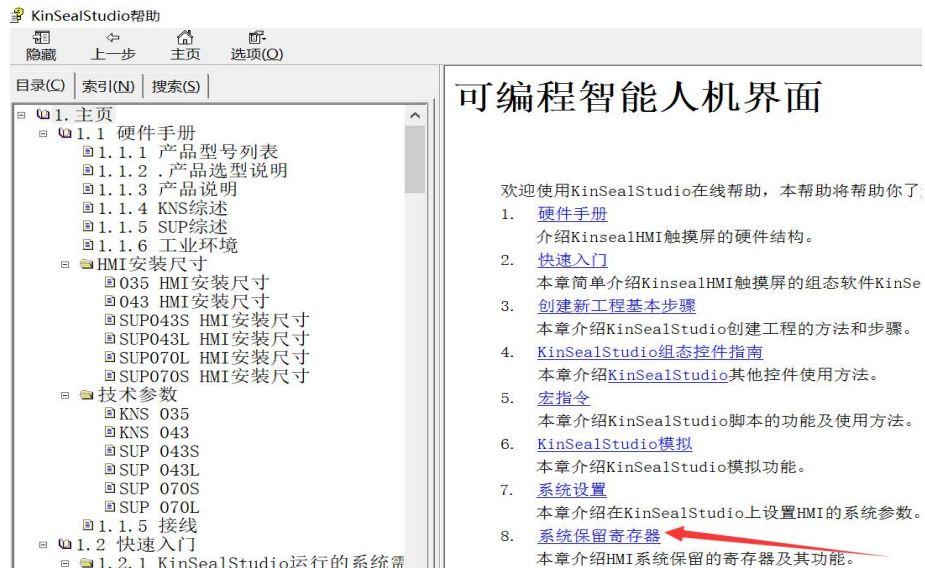 KinSealStudio帮助
隐藏 上一步 主页 选项(O)
目录(C) 索引(N) 搜索(S)
1. 主页
1.1 硬件手册
1.1.1 产品型号列表
1.1.2 .产品选型说明
1.1.3 产品说明
1.1.4 KNS综述
1.1.5 SUP综述
1.1.6 工业环境
HMI安装尺寸
035 HMI安装尺寸
043 HMI安装尺寸
SUP043S HMI安装尺寸
SUP043L HMI安装尺寸
SUP070L HMI安装尺寸
SUP070S HMI安装尺寸
技术参数
KNS 035
KNS 043
SUP 043S
SUP 043L
SUP 070S
SUP 070L
1.1.5 接线
1.2 快速入门
1.2.1 KinSealStudio运行的系统需
可编程智能人机界面
欢迎使用KinSealStudio在线帮助，本帮助将帮助你了
1. 硬件手册
介绍KinsealHMI触摸屏的硬件结构。
2. 快速入门
本章简单介绍KinsealHMI触摸屏的组态软件KinSe
3. 创建新工程基本步骤
本章介绍KinSealStudio创建工程的方法和步骤。
4. KinSealStudio组态控件指南
本章介绍KinSealStudio其他控件使用方法。
5. 宏指令
本章介绍KinSealStudio脚本的功能及使用方法。
6. KinSealStudio模拟
本章介绍KinSealStudio模拟功能。
7. 系统设置
本章介绍在KinSealStudio上设置HMI的系统参数。
8. 系统保留寄存器
本章介绍HMI系统保留的寄存器及其功能。